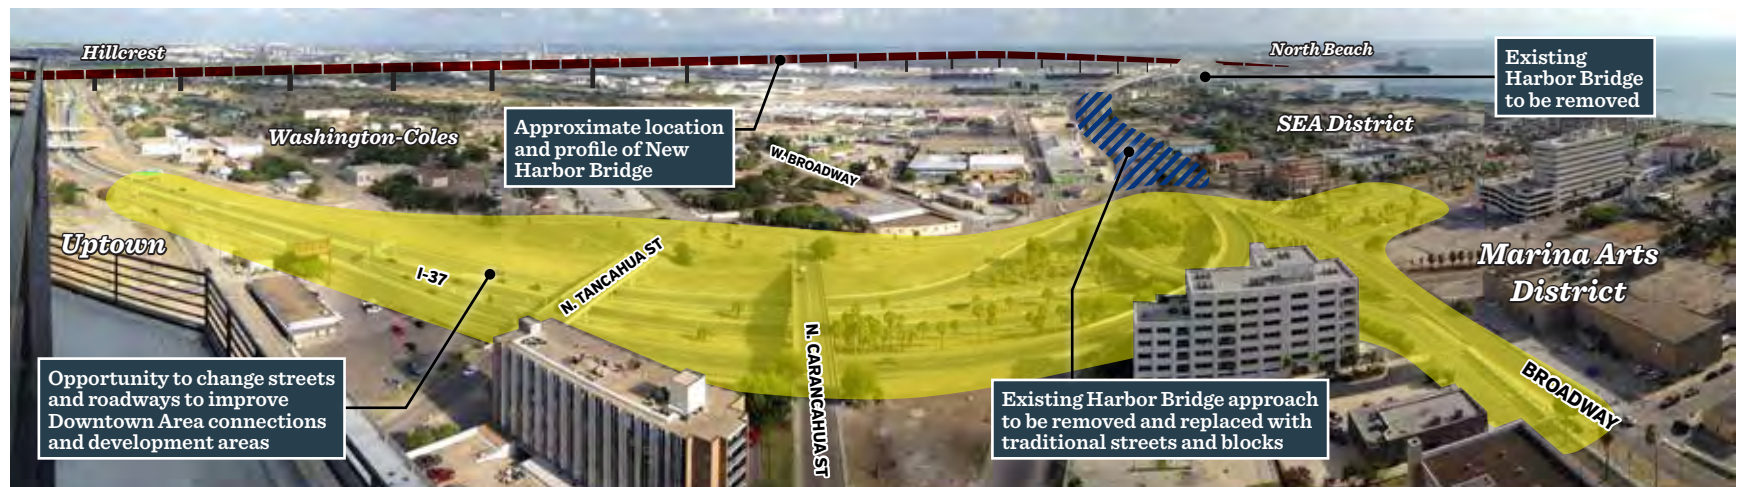 Hillcrest
North Beach
Existing
Harbor Bridge
to be removed
Washington-Coles
Approximate location
and profile of New
Harbor Bridge
SEA District
W. BROADWAY
Uptown
I-37
N. TANCAHUA ST
Marina Arts
District
N. CARANCAHUA ST
BROADWAY
Opportunity to change streets
and roadways to improve
Downtown Area connections
and development areas
Existing Harbor Bridge approach
to be removed and replaced with
traditional streets and blocks